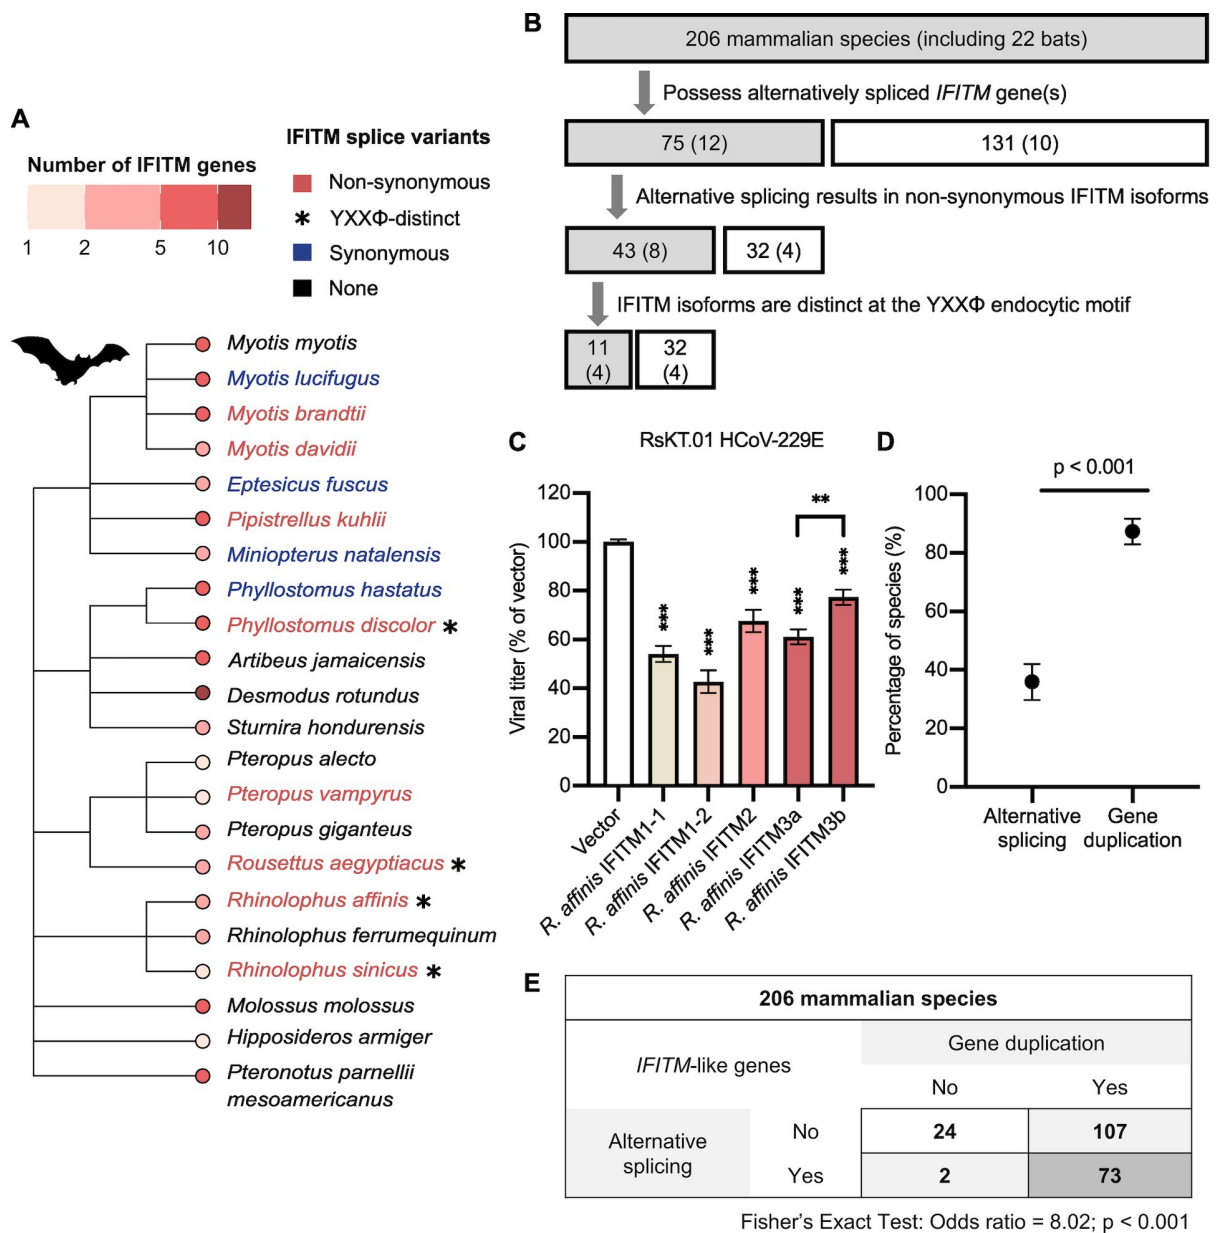 A
Number of IFITM genes
1 2 5 10
IFITM splice variants
Non-synonymous
* YXXΦ-distinct
Synonymous
None
Myotis myotis
Myotis lucifugus
Myotis brandtii
Myotis davidii
Eptesicus fuscus
Pipistrellus kuhlii
Miniopterus natalensis
Phyllostomus hastatus
Phyllostomus discolor *
Artibeus jamaicensis
Desmodus rotundus
Sturnira hondurensis
Pteropus alecto
Pteropus vampyrus
Pteropus giganteus
Rousettus aegyptiacus *
Rhinolophus affinis *
Rhinolophus ferrumequinum
Rhinolophus sinicus *
Molossus molossus
Hipposideros armiger
Pteronotus parnellii
mesoamericanus
B
206 mammalian species (including 22 bats)
Possess alternatively spliced IFITM gene(s)
75 (12) 131 (10)
Alternative splicing results in non-synonymous IFITM isoforms
43 (8) 32 (4)
IFITM isoforms are distinct at the YXXΦ endocytic motif
11 32
(4) (4)
C
RsKT.01 HCoV-229E
Viral titer (% of vector)
120
100
80
60
40
20
0
***
***
***
***
***
**
Vector
R. affinis IFITM1-1
R. affinis IFITM1-2
R. affinis IFITM2
R. affinis IFITM3a
R. affinis IFITM3b
D
p < 0.001
Percentage of species (%)
100
80
60
40
20
0
Alternative Gene
splicing duplication
E
206 mammalian species
IFITM-like genes
Gene duplication
No Yes
Alternative
splicing
No 24 107
Yes 2 73
Fisher's Exact Test: Odds ratio = 8.02; p < 0.001